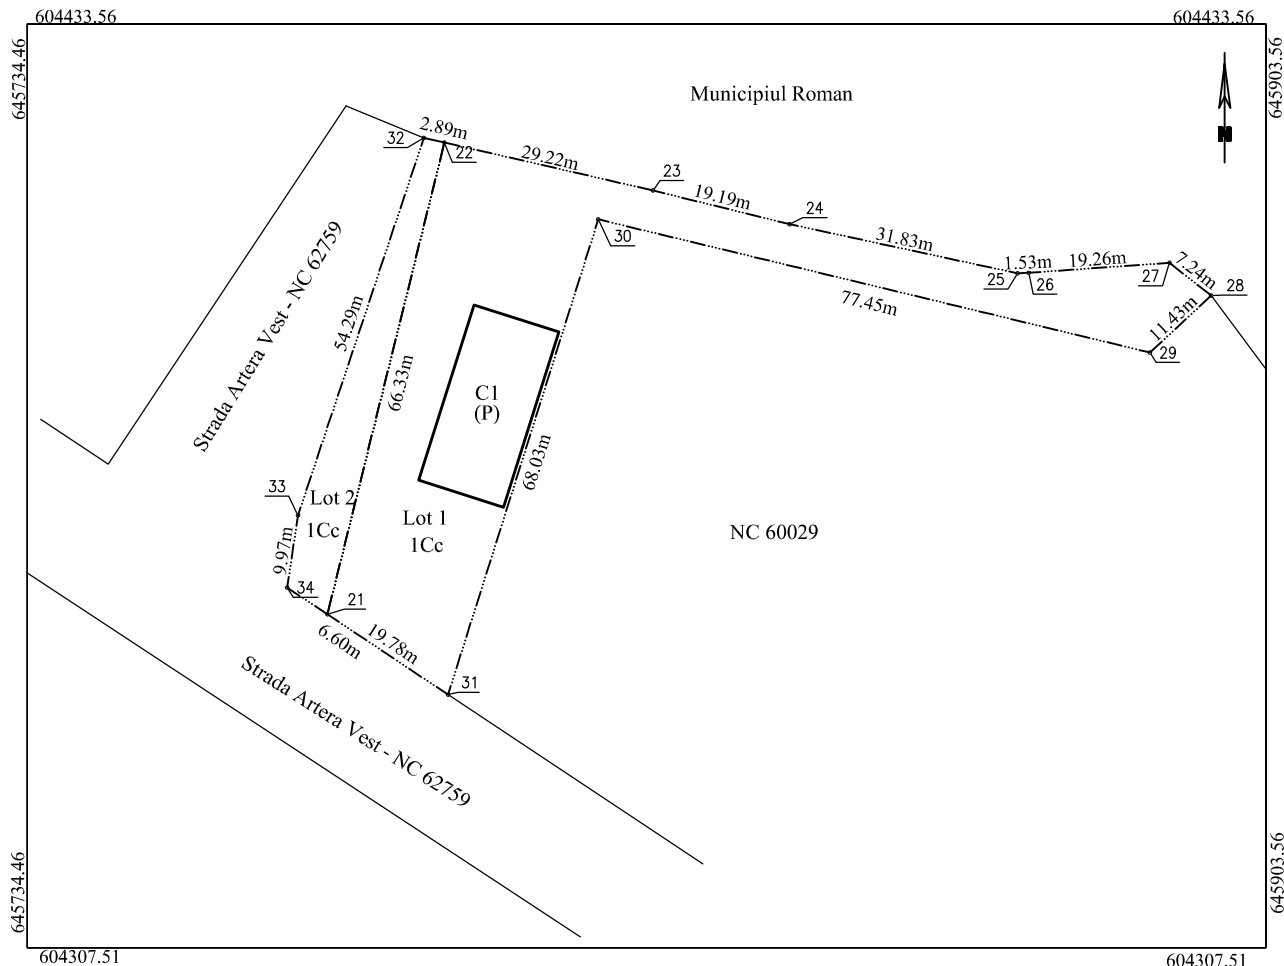 604433.56
604433.56
645734.46
645903.56
Municipiul Roman
N
32
2.89m
22
29.22m
23
19.19m
24
31.83m
30
25
1.53m
26
19.26m
27
7.24m
28
11.43m
29
77.45m
Strada Artera Vest - NC 62759
54.29m
66.33m
C1
(P)
68.03m
33
Lot 2
1Cc
Lot 1
1Cc
NC 60029
9.97m
34
21
6.60m
19.78m
31
Strada Artera Vest - NC 62759
645734.46
645903.56
604307.51
604307.51